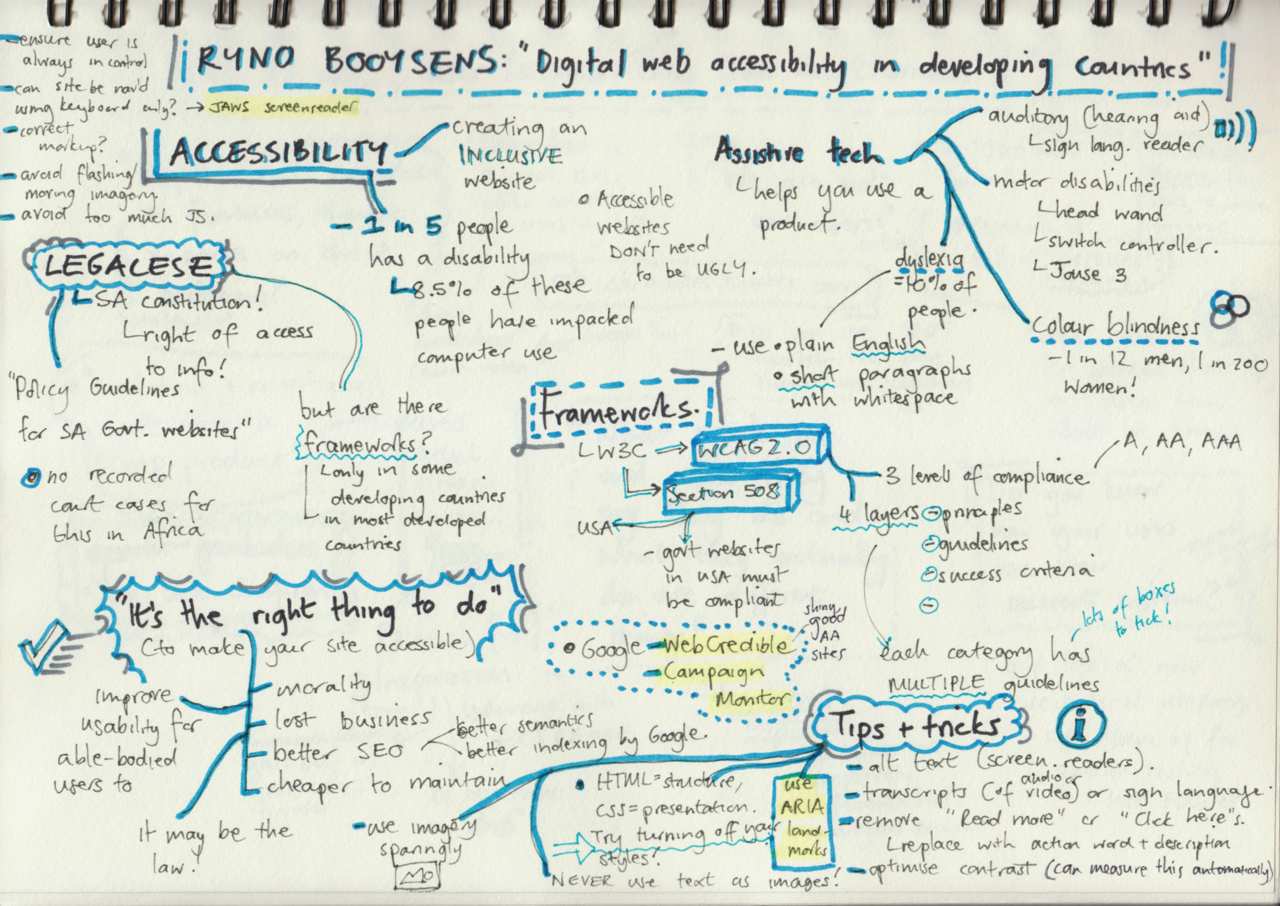 RYNO BOOYSENS: "Digital web accessibility in developing countries"!
- ensure user is
always in control
- can site be nav'd
using keyboard only? → JAWS screenreader
- correct
markup?
- avoid flashing/
moving imagery.
- avoid too much JS.
ACCESSIBILITY
creating an
INCLUSIVE
website
- 1 in 5 people
has a disability
8.5% of these
people have impacted
computer use
Accessible
websites
DON'T need
to be UGLY.
Assistive tech
helps you use a
product.
auditory (hearing aid)
sign lang. reader
motor disabilities
head wand
switch controller.
Jouse 3
dyslexia
=10% of
people.
- use • plain English
• short paragraphs
with whitespace
Colour blindness
- 1 in 12 men, 1 in 200
women!
LEGALESE
SA constitution!
right of access
to info!
"Policy Guidelines
for SA Govt. websites"
no recorded
court cases for
this in Africa
but are there
frameworks?
only in some
developing countries
in most developed
countries
Frameworks.
W3C ⇒ WCAG 2.0
Section 508
USA
- govt websites
in USA must
be compliant
3 levels of compliance
A, AA, AAA
4 layers
principles
guidelines
success criteria
-
each category has
MULTIPLE guidelines
lots of boxes
to tick!
• Google - WebCredible
- Campaign
Monitor
shiny
good
AA
sites
"It's the right thing to do"
(to make your site accessible)
improve
usability for
able-bodied
users to
morality
lost business
better SEO
better semantics
better indexing by Google.
cheaper to maintain
It may be the
law!
Tips + tricks
i
- alt text (screen readers).
audio or
- transcripts (of video) or sign language.
- remove "Read more" or "Click here's.
replace with action word + description
- optimise contrast (can measure this automatically)
use
ARIA
land-
marks
• HTML = structure,
CSS = presentation.
Try turning off your
styles!
NEVER use text as images!
- use imagery
sparingly